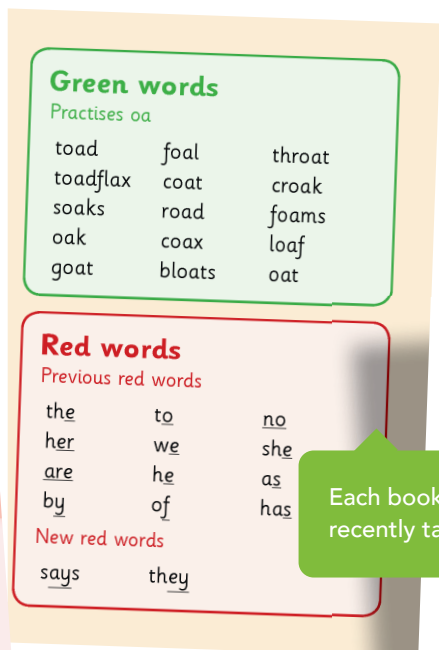 Green words
Practises oa
toad foal throat
toadflax coat croak
soaks road foams
oak coax loaf
goat bloats oat
Red words
Previous red words
the to no
her we she
are he as
by of has
New red words
says they
Each book
recently ta